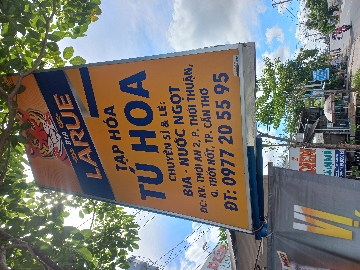 BIA
LARUE
TẠP HÓA
TÚ HOA
CHUYÊN SỈ & LẺ:
BIA - NƯỚC NGỌT
ĐC: KV. THỚI AN 2, P. THỚI THUẬN,
Q. THỐT NỐT, TP. CẦN THƠ
ĐT: 0977 20 55 95